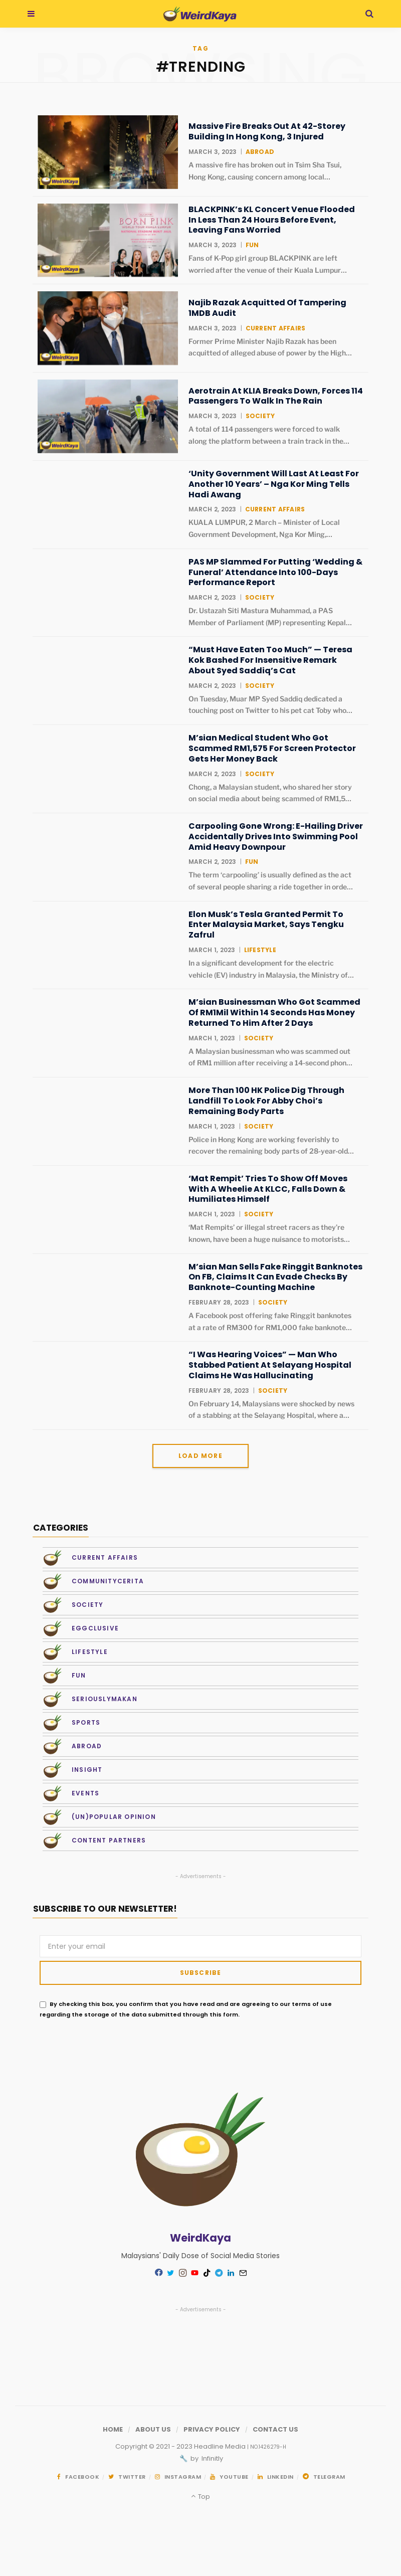 WeirdKaya
BROWSING
TAG
#TRENDING
WeirdKaya
Massive Fire Breaks Out At 42-Storey
Building In Hong Kong, 3 Injured
MARCH 3, 2023 | ABROAD
A massive fire has broken out in Tsim Sha Tsui,
Hong Kong, causing concern among local…
BORN PINK
WeirdKaya
BLACKPINK’s KL Concert Venue Flooded
In Less Than 24 Hours Before Event,
Leaving Fans Worried
MARCH 3, 2023 | FUN
Fans of K-Pop girl group BLACKPINK are left
worried after the venue of their Kuala Lumpur…
WeirdKaya
Najib Razak Acquitted Of Tampering
1MDB Audit
MARCH 3, 2023 | CURRENT AFFAIRS
Former Prime Minister Najib Razak has been
acquitted of alleged abuse of power by the High…
WeirdKaya
Aerotrain At KLIA Breaks Down, Forces 114
Passengers To Walk In The Rain
MARCH 3, 2023 | SOCIETY
A total of 114 passengers were forced to walk
along the platform between a train track in the…
‘Unity Government Will Last At Least For
Another 10 Years’ – Nga Kor Ming Tells
Hadi Awang
MARCH 2, 2023 | CURRENT AFFAIRS
KUALA LUMPUR, 2 March – Minister of Local
Government Development, Nga Kor Ming,…
PAS MP Slammed For Putting ‘Wedding &
Funeral’ Attendance Into 100-Days
Performance Report
MARCH 2, 2023 | SOCIETY
Dr. Ustazah Siti Mastura Muhammad, a PAS
Member of Parliament (MP) representing Kepal…
“Must Have Eaten Too Much” — Teresa
Kok Bashed For Insensitive Remark
About Syed Saddiq’s Cat
MARCH 2, 2023 | SOCIETY
On Tuesday, Muar MP Syed Saddiq dedicated a
touching post on Twitter to his pet cat Toby who…
M’sian Medical Student Who Got
Scammed RM1,575 For Screen Protector
Gets Her Money Back
MARCH 2, 2023 | SOCIETY
Chong, a Malaysian student, who shared her story
on social media about being scammed of RM1,5…
Carpooling Gone Wrong: E-Hailing Driver
Accidentally Drives Into Swimming Pool
Amid Heavy Downpour
MARCH 2, 2023 | FUN
The term ‘carpooling’ is usually defined as the act
of several people sharing a ride together in orde…
Elon Musk’s Tesla Granted Permit To
Enter Malaysia Market, Says Tengku
Zafrul
MARCH 1, 2023 | LIFESTYLE
In a significant development for the electric
vehicle (EV) industry in Malaysia, the Ministry of…
M’sian Businessman Who Got Scammed
Of RM1Mil Within 14 Seconds Has Money
Returned To Him After 2 Days
MARCH 1, 2023 | SOCIETY
A Malaysian businessman who was scammed out
of RM1 million after receiving a 14-second phon…
More Than 100 HK Police Dig Through
Landfill To Look For Abby Choi’s
Remaining Body Parts
MARCH 1, 2023 | SOCIETY
Police in Hong Kong are working feverishly to
recover the remaining body parts of 28-year-old…
‘Mat Rempit’ Tries To Show Off Moves
With A Wheelie At KLCC, Falls Down &
Humiliates Himself
MARCH 1, 2023 | SOCIETY
‘Mat Rempits’ or illegal street racers as they’re
known, have been a huge nuisance to motorists…
M’sian Man Sells Fake Ringgit Banknotes
On FB, Claims It Can Evade Checks By
Banknote-Counting Machine
FEBRUARY 28, 2023 | SOCIETY
A Facebook post offering fake Ringgit banknotes
at a rate of RM300 for RM1,000 fake banknote…
“I Was Hearing Voices” — Man Who
Stabbed Patient At Selayang Hospital
Claims He Was Hallucinating
FEBRUARY 28, 2023 | SOCIETY
On February 14, Malaysians were shocked by news
of a stabbing at the Selayang Hospital, where a…
LOAD MORE
CATEGORIES
CURRENT AFFAIRS
COMMUNITYCERITA
SOCIETY
EGGCLUSIVE
LIFESTYLE
FUN
SERIOUSLYMAKAN
SPORTS
ABROAD
INSIGHT
EVENTS
(UN)POPULAR OPINION
CONTENT PARTNERS
- Advertisements -
SUBSCRIBE TO OUR NEWSLETTER!
Enter your email
SUBSCRIBE
By checking this box, you confirm that you have read and are agreeing to our terms of use
regarding the storage of the data submitted through this form.
WeirdKaya
Malaysians' Daily Dose of Social Media Stories
- Advertisements -
HOME / ABOUT US / PRIVACY POLICY / CONTACT US
Copyright © 2021 - 2023 Headline Media | NO.1426279-H
🔧 by Infinitly
FACEBOOK / TWITTER / INSTAGRAM / YOUTUBE / LINKEDIN / TELEGRAM
Top